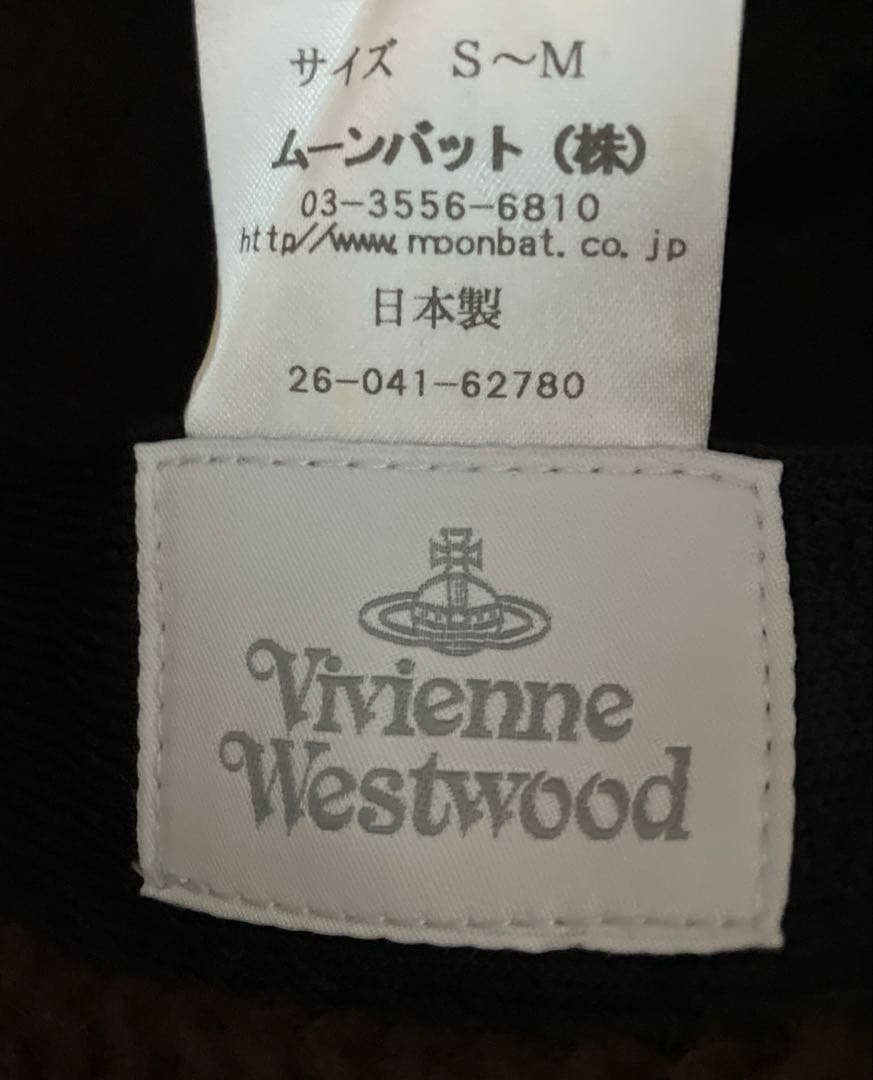 サイズ S〜M
ムーンバット（株）
03-3556-6810
http//www.moonbat.co.jp
日本製
26-041-62780
Vivienne
Westwood